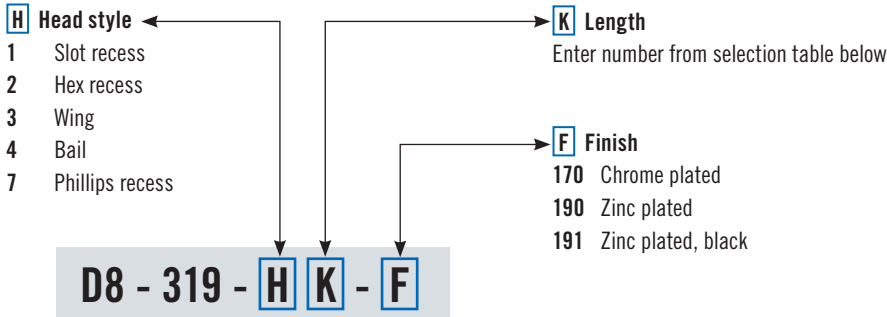 H Head style
1 Slot recess
2 Hex recess
3 Wing
4 Bail
7 Phillips recess
K Length
Enter number from selection table below
F Finish
170 Chrome plated
190 Zinc plated
191 Zinc plated, black
D8 - 319 - H K - F